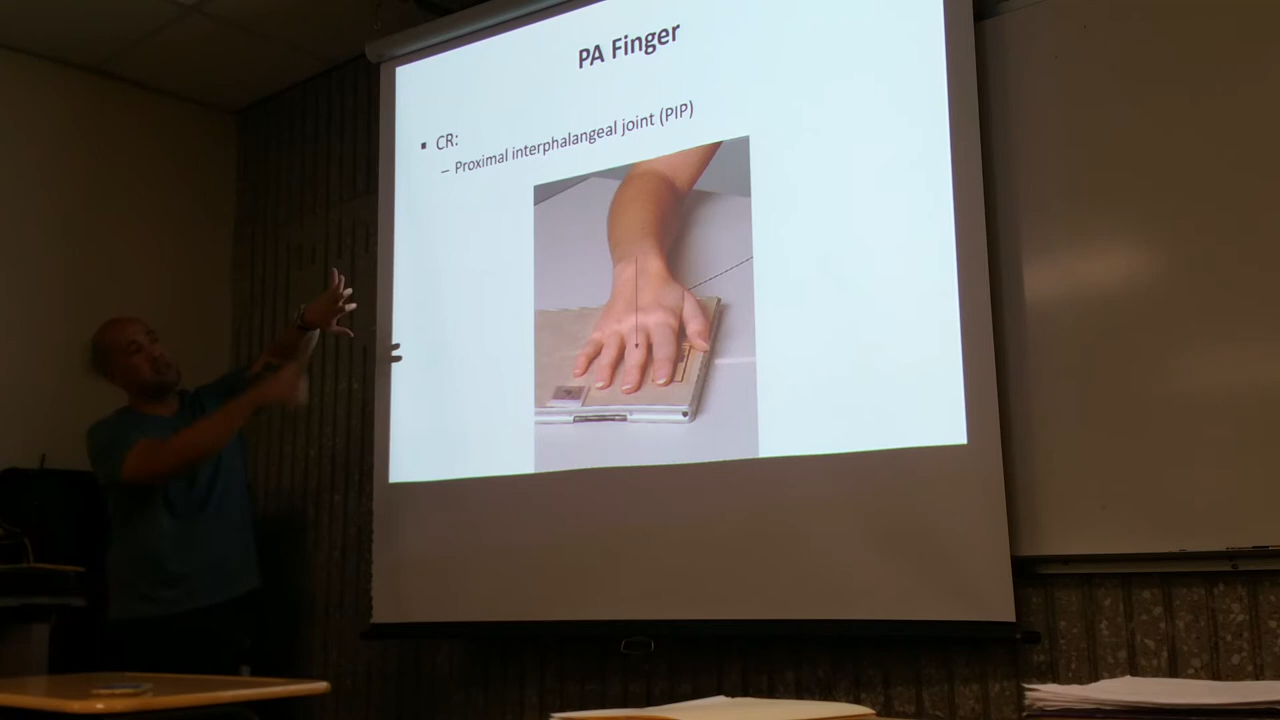 PA Finger
▪ CR:
– Proximal interphalangeal joint (PIP)